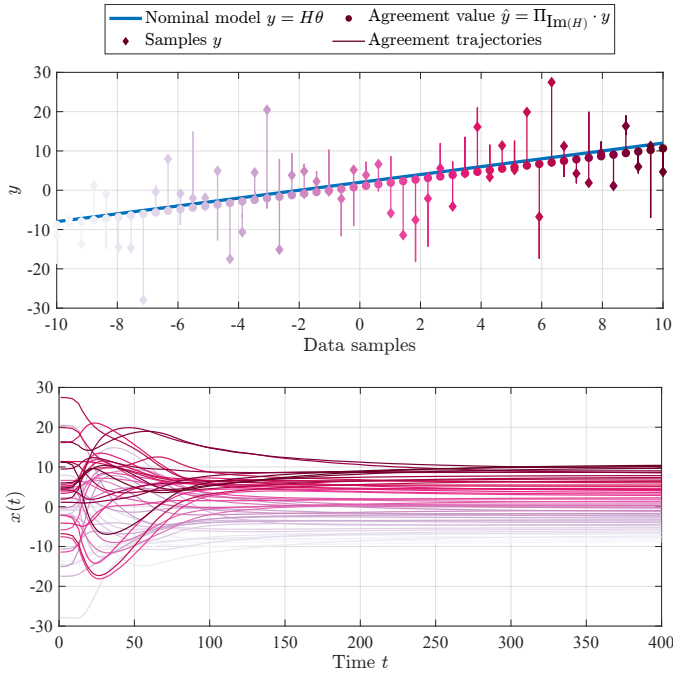 Nominal model y = Hθ
Agreement value ŷ = Π_Im(H) · y
Samples y
Agreement trajectories
30
20
10
0
-10
-20
-30
y
-10 -8 -6 -4 -2 0 2 4 6 8 10
Data samples
30
20
10
0
-10
-20
-30
x(t)
0 50 100 150 200 250 300 350 400
Time t